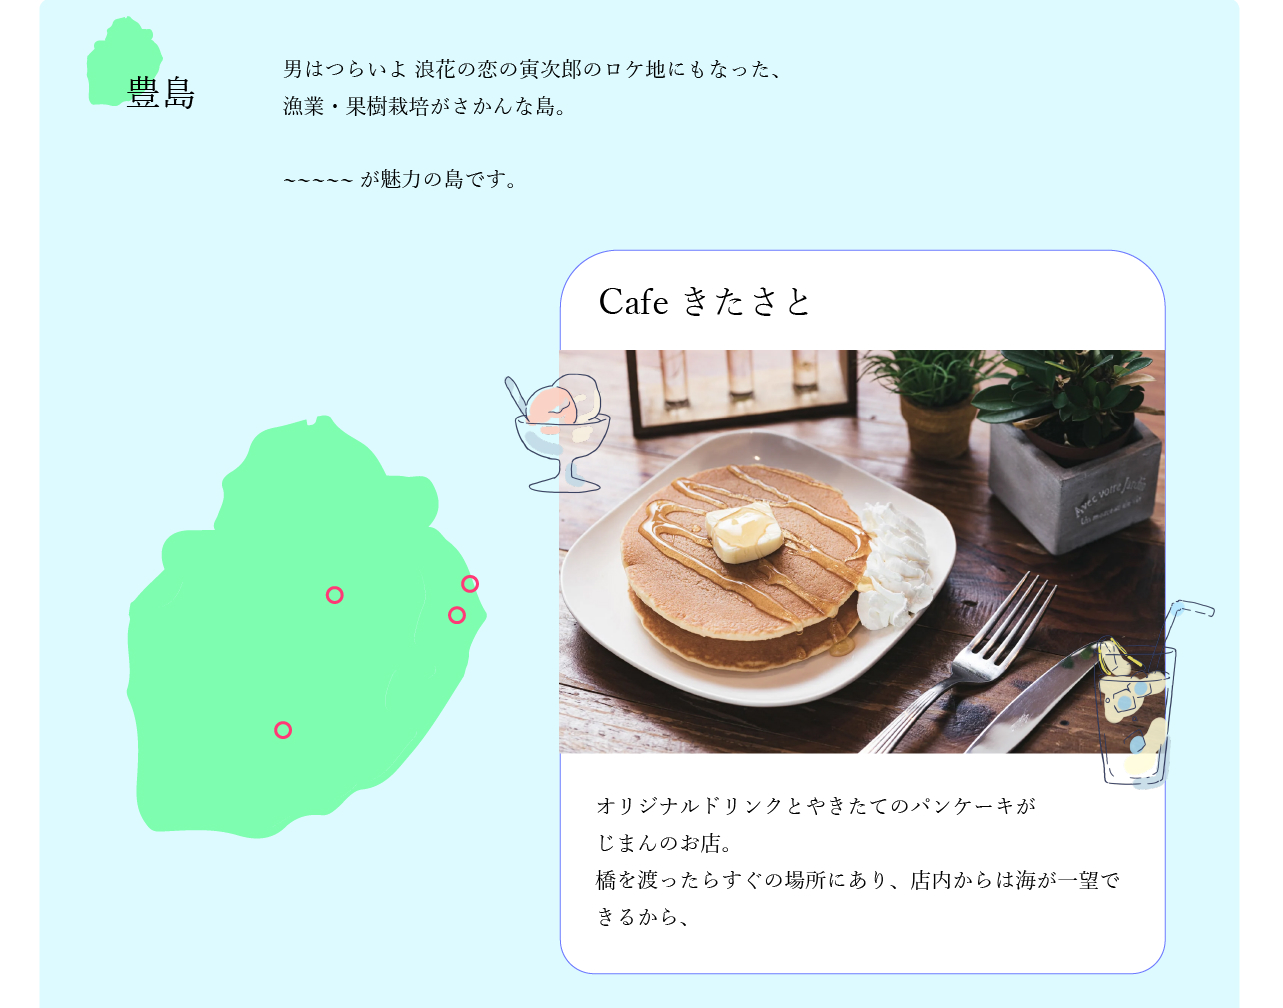 豊島
男はつらいよ 浪花の恋の寅次郎のロケ地にもなった、
漁業・果樹栽培がさかんな島。
~~~~~ が魅力の島です。
Cafe きたさと
オリジナルドリンクとやきたてのパンケーキが
じまんのお店。
橋を渡ったらすぐの場所にあり、店内からは海が一望で
きるから、